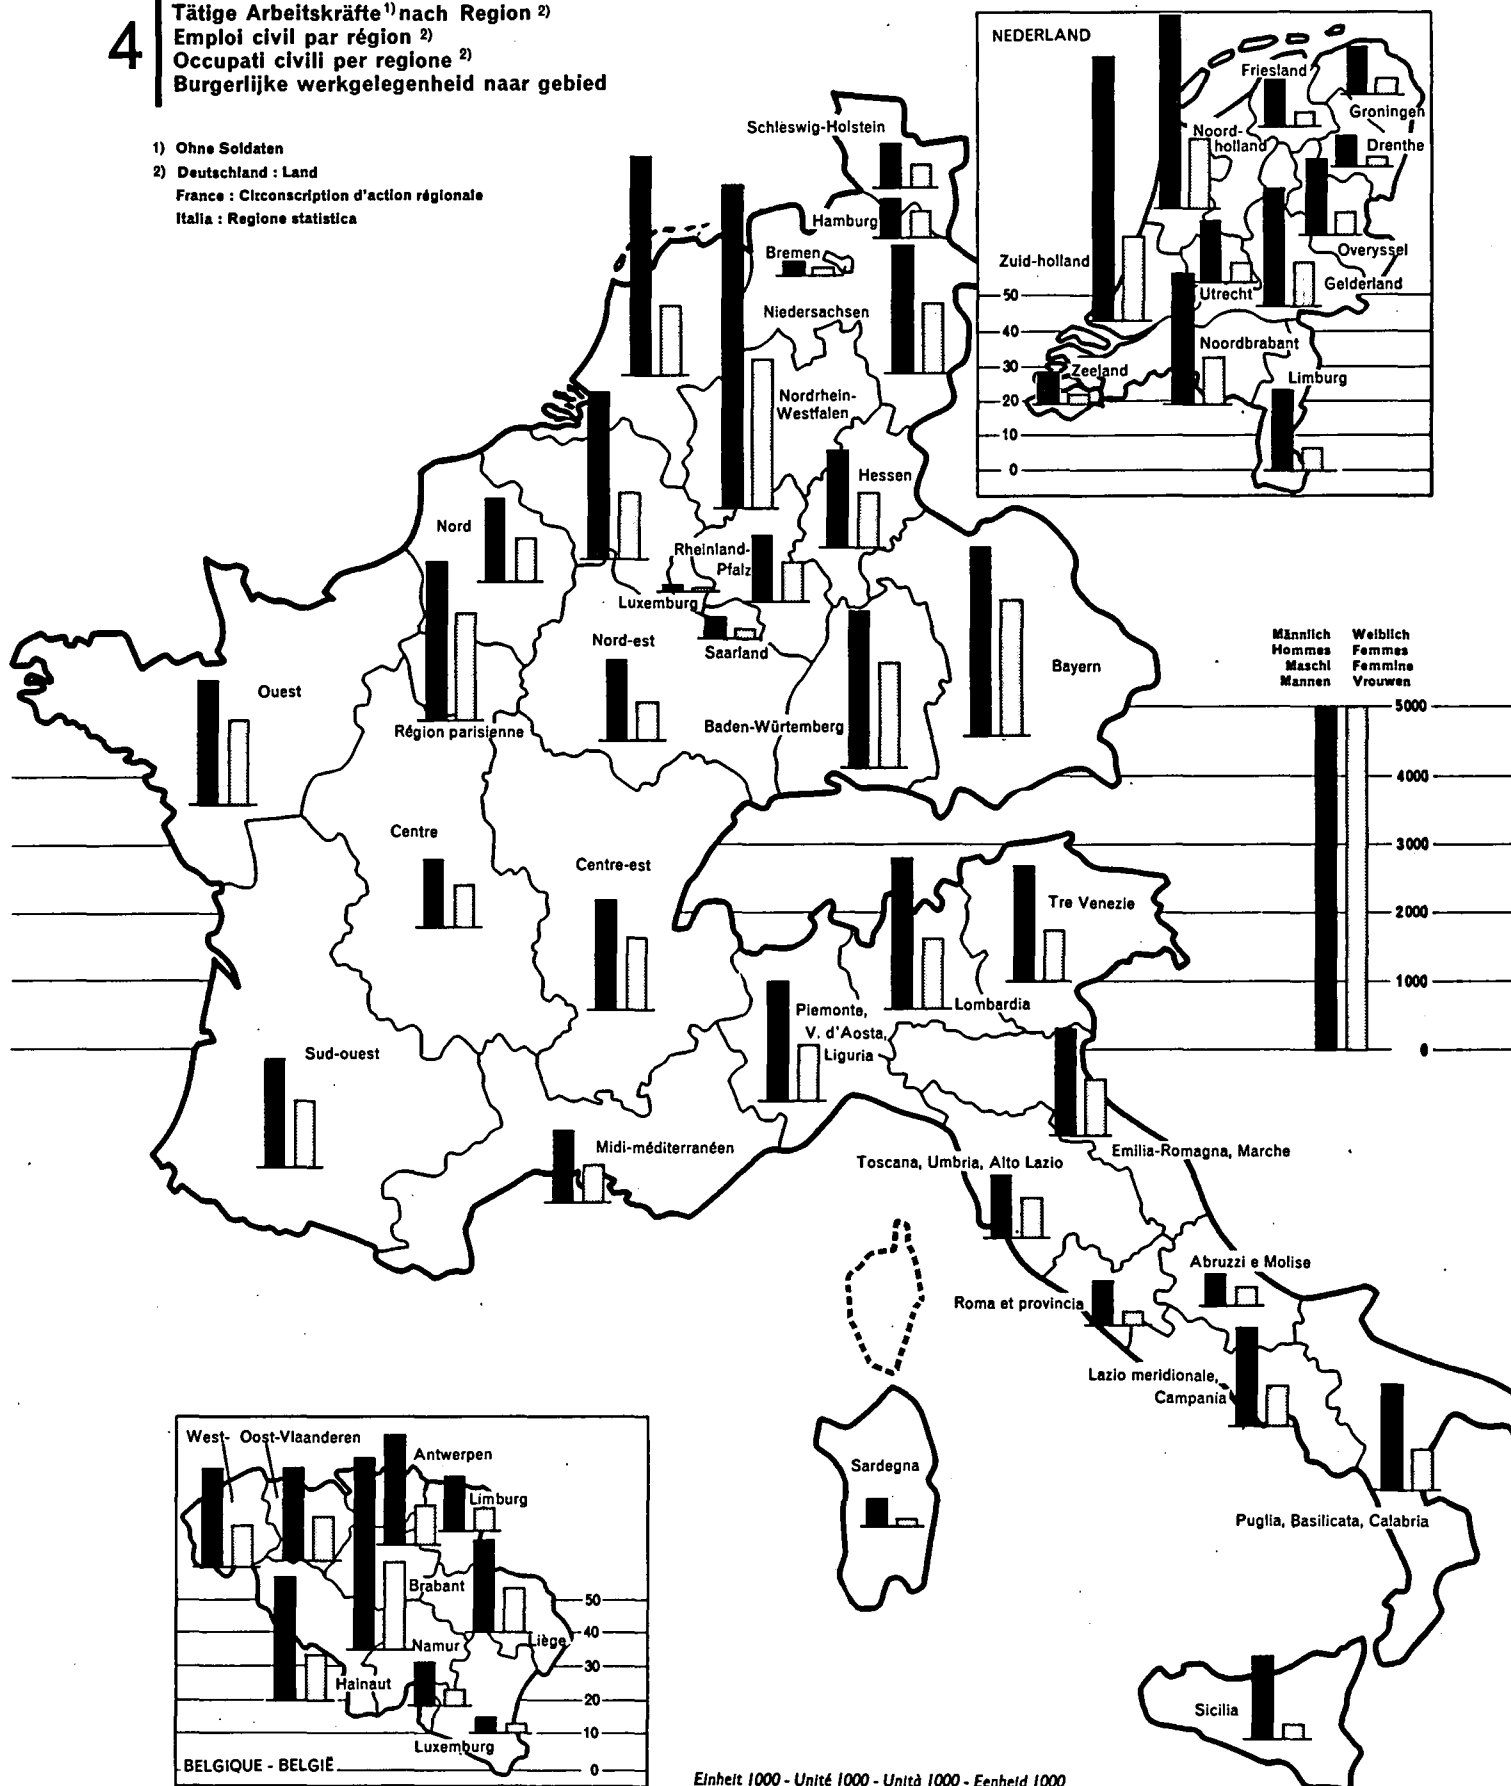 4
Tätige Arbeitskräfte 1) nach Region 2)
Emploi civil par région 2)
Occupati civili per regione 2)
Burgerlijke werkgelegenheid naar gebied
1) Ohne Soldaten
2) Deutschland : Land
France : Circonscription d'action régionale
Italia : Regione statistica
NEDERLAND
Friesland
Groningen
Noord-
holland
Drenthe
Overyssel
Zuid-holland
Gelderland
Utrecht
50
40
Noordbrabant
30
Zeeland
Limburg
20
10
0
Schleswig-Holstein
Hamburg
Bremen
Niedersachsen
Nordrhein-
Westfalen
Hessen
Nord
Rheinland-
Pfalz
Luxemburg
Nord-est
Saarland
Bayern
Ouest
Baden-Würtemberg
Région parisienne
Männlich Weiblich
Hommes Femmes
Maschi Femmine
Mannen Vrouwen
5000
4000
3000
2000
1000
0
Centre
Centre-est
Tre Venezie
Lombardia
Piemonte,
V. d'Aosta,
Liguria
Sud-ouest
Midi-méditerranéen
Emilia-Romagna, Marche
Toscana, Umbria, Alto Lazio
Abruzzi e Molise
Roma et provincia
Lazio meridionale,
Campania
Sardegna
Puglia, Basilicata, Calabria
Sicilia
West- Oost-Vlaanderen
Antwerpen
Limburg
Brabant
50
40
Namur
Liège
30
Hainaut
20
10
Luxemburg
BELGIQUE - BELGIË
0
Einheit 1000 - Unité 1000 - Unità 1000 - Eenheid 1000